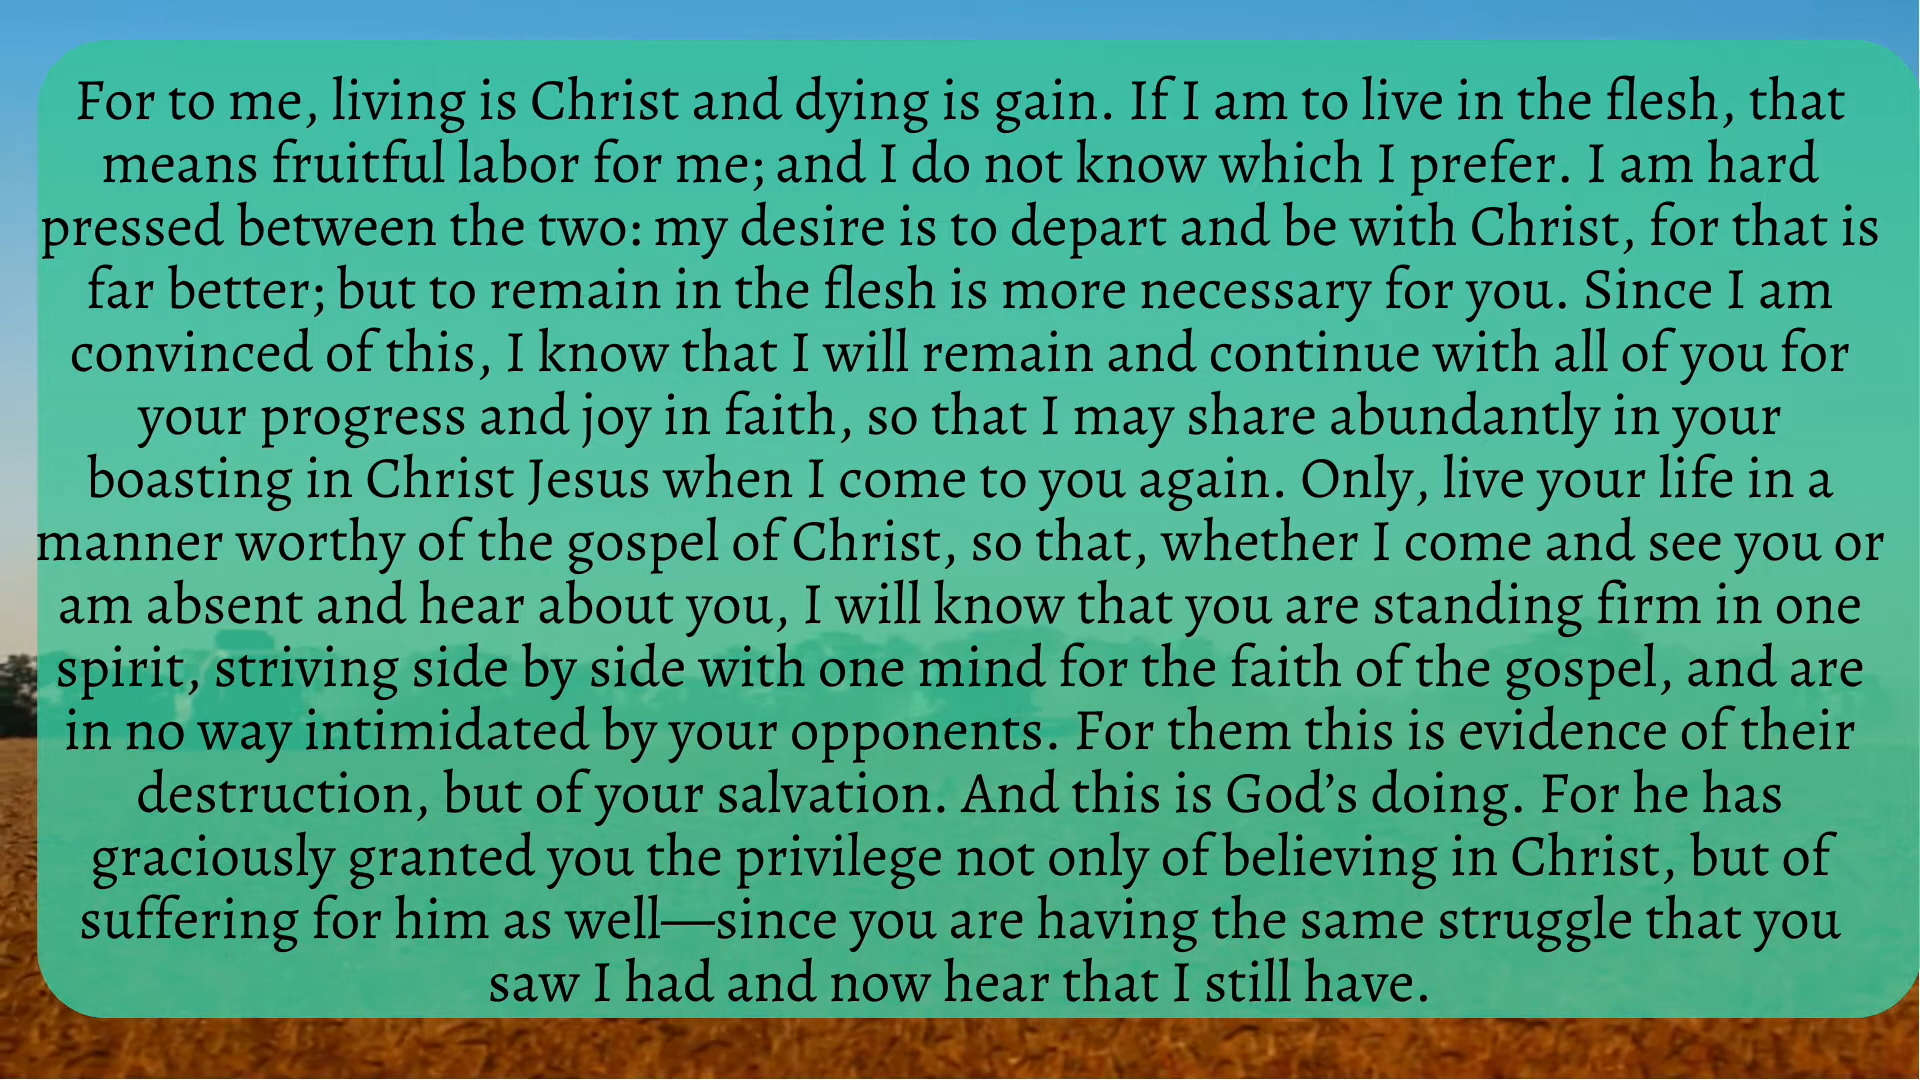 For to me, living is Christ and dying is gain. If I am to live in the flesh, that
means fruitful labor for me; and I do not know which I prefer. I am hard
pressed between the two: my desire is to depart and be with Christ, for that is
far better; but to remain in the flesh is more necessary for you. Since I am
convinced of this, I know that I will remain and continue with all of you for
your progress and joy in faith, so that I may share abundantly in your
boasting in Christ Jesus when I come to you again. Only, live your life in a
manner worthy of the gospel of Christ, so that, whether I come and see you or
am absent and hear about you, I will know that you are standing firm in one
spirit, striving side by side with one mind for the faith of the gospel, and are
in no way intimidated by your opponents. For them this is evidence of their
destruction, but of your salvation. And this is God’s doing. For he has
graciously granted you the privilege not only of believing in Christ, but of
suffering for him as well—since you are having the same struggle that you
saw I had and now hear that I still have.